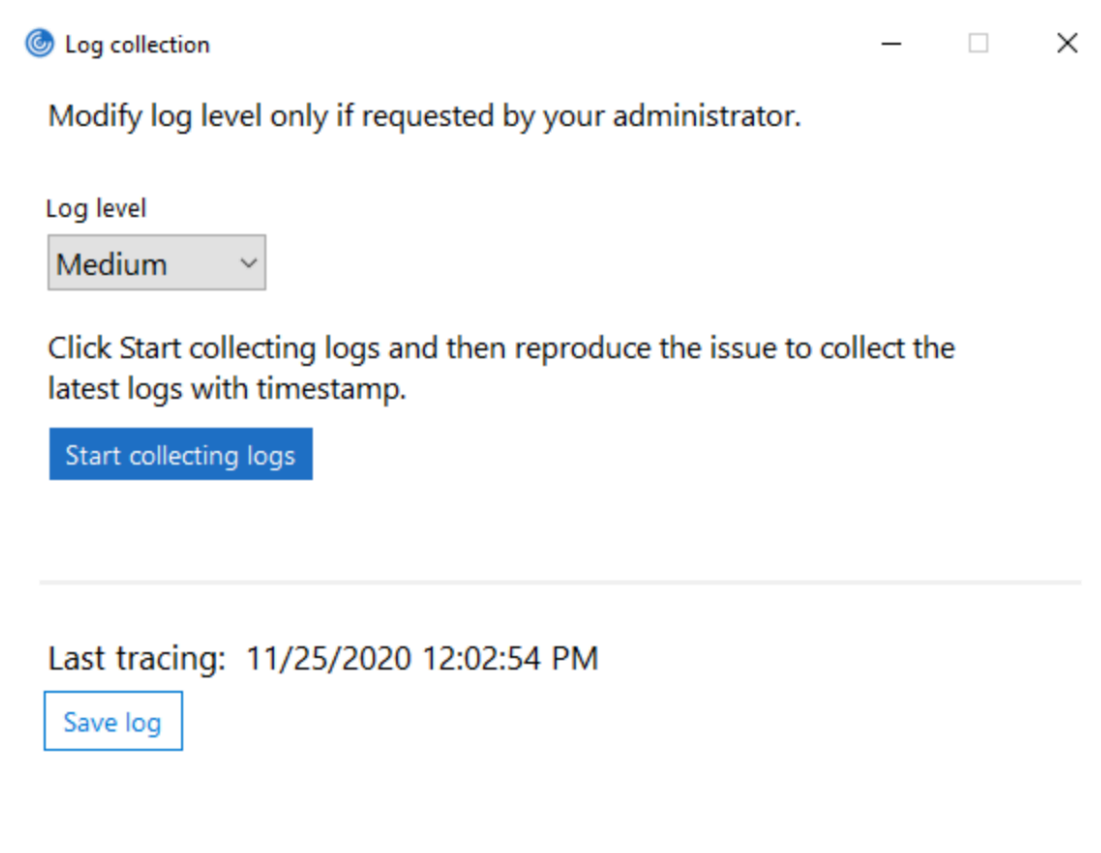 Log collection
Modify log level only if requested by your administrator.
Log level
Medium
Click Start collecting logs and then reproduce the issue to collect the
latest logs with timestamp.
Start collecting logs
Last tracing: 11/25/2020 12:02:54 PM
Save log